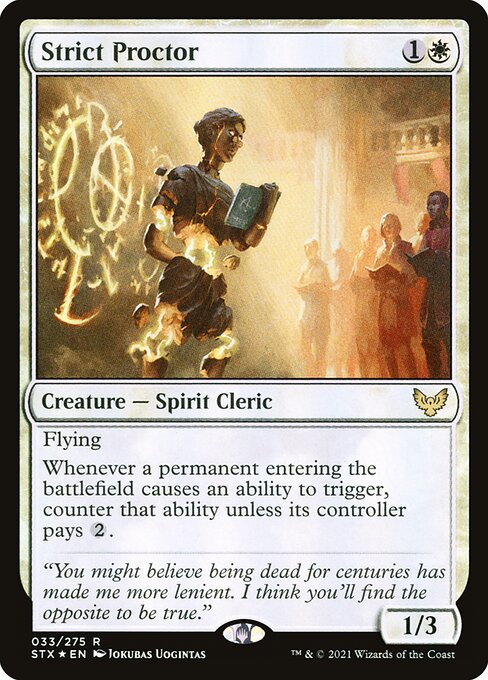 Strict Proctor 1
Creature — Spirit Cleric
Flying
Whenever a permanent entering the
battlefield causes an ability to trigger,
counter that ability unless its controller
pays 2.
“You might believe being dead for centuries has
made me more lenient. I think you’ll find the
opposite to be true.”
1/3
033/275 R
STX ★ EN Jokubas Uogintas
™ & © 2021 Wizards of the Coast